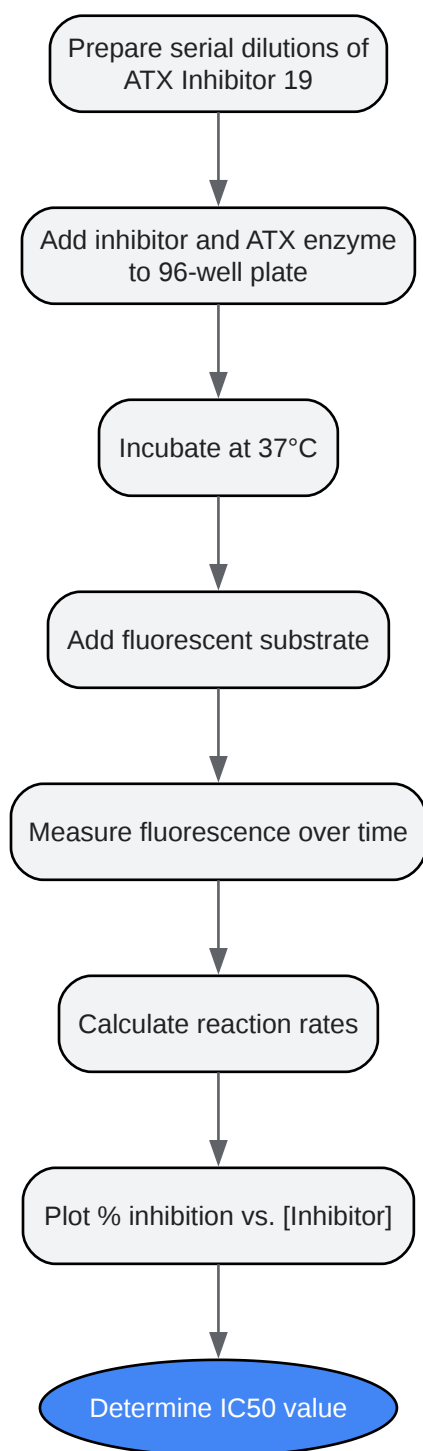 Prepare serial dilutions of
ATX Inhibitor 19
Add inhibitor and ATX enzyme
to 96-well plate
Incubate at 37°C
Add fluorescent substrate
Measure fluorescence over time
Calculate reaction rates
Plot % inhibition vs. [Inhibitor]
Determine IC50 value